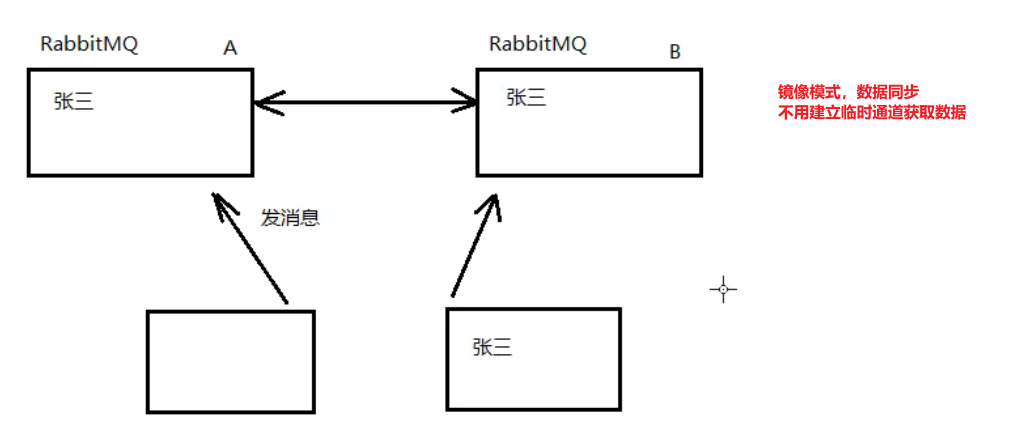 RabbitMQ A
RabbitMQ B
张三
张三
镜像模式，数据同步
不用建立临时通道获取数据
发消息
张三